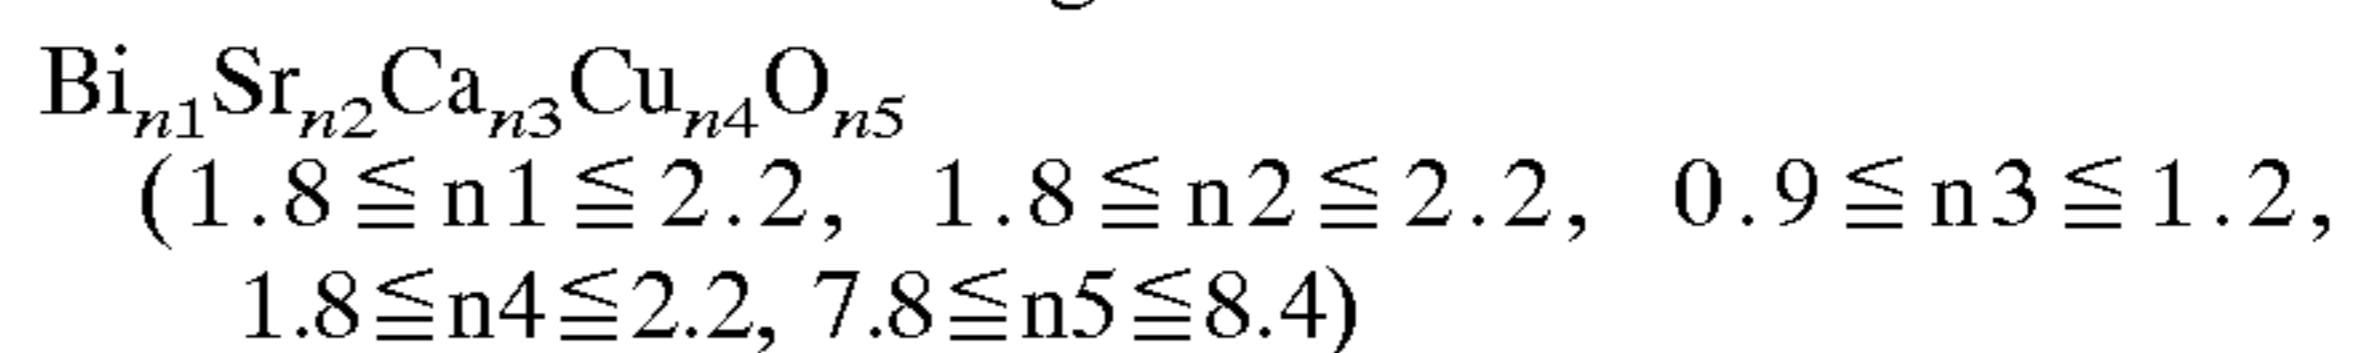 Bi_{n1}Sr_{n2}Ca_{n3}Cu_{n4}O_{n5}
(1.8≦n1≦2.2, 1.8≦n2≦2.2, 0.9≦n3≦1.2,
1.8≦n4≦2.2, 7.8≦n5≦8.4)